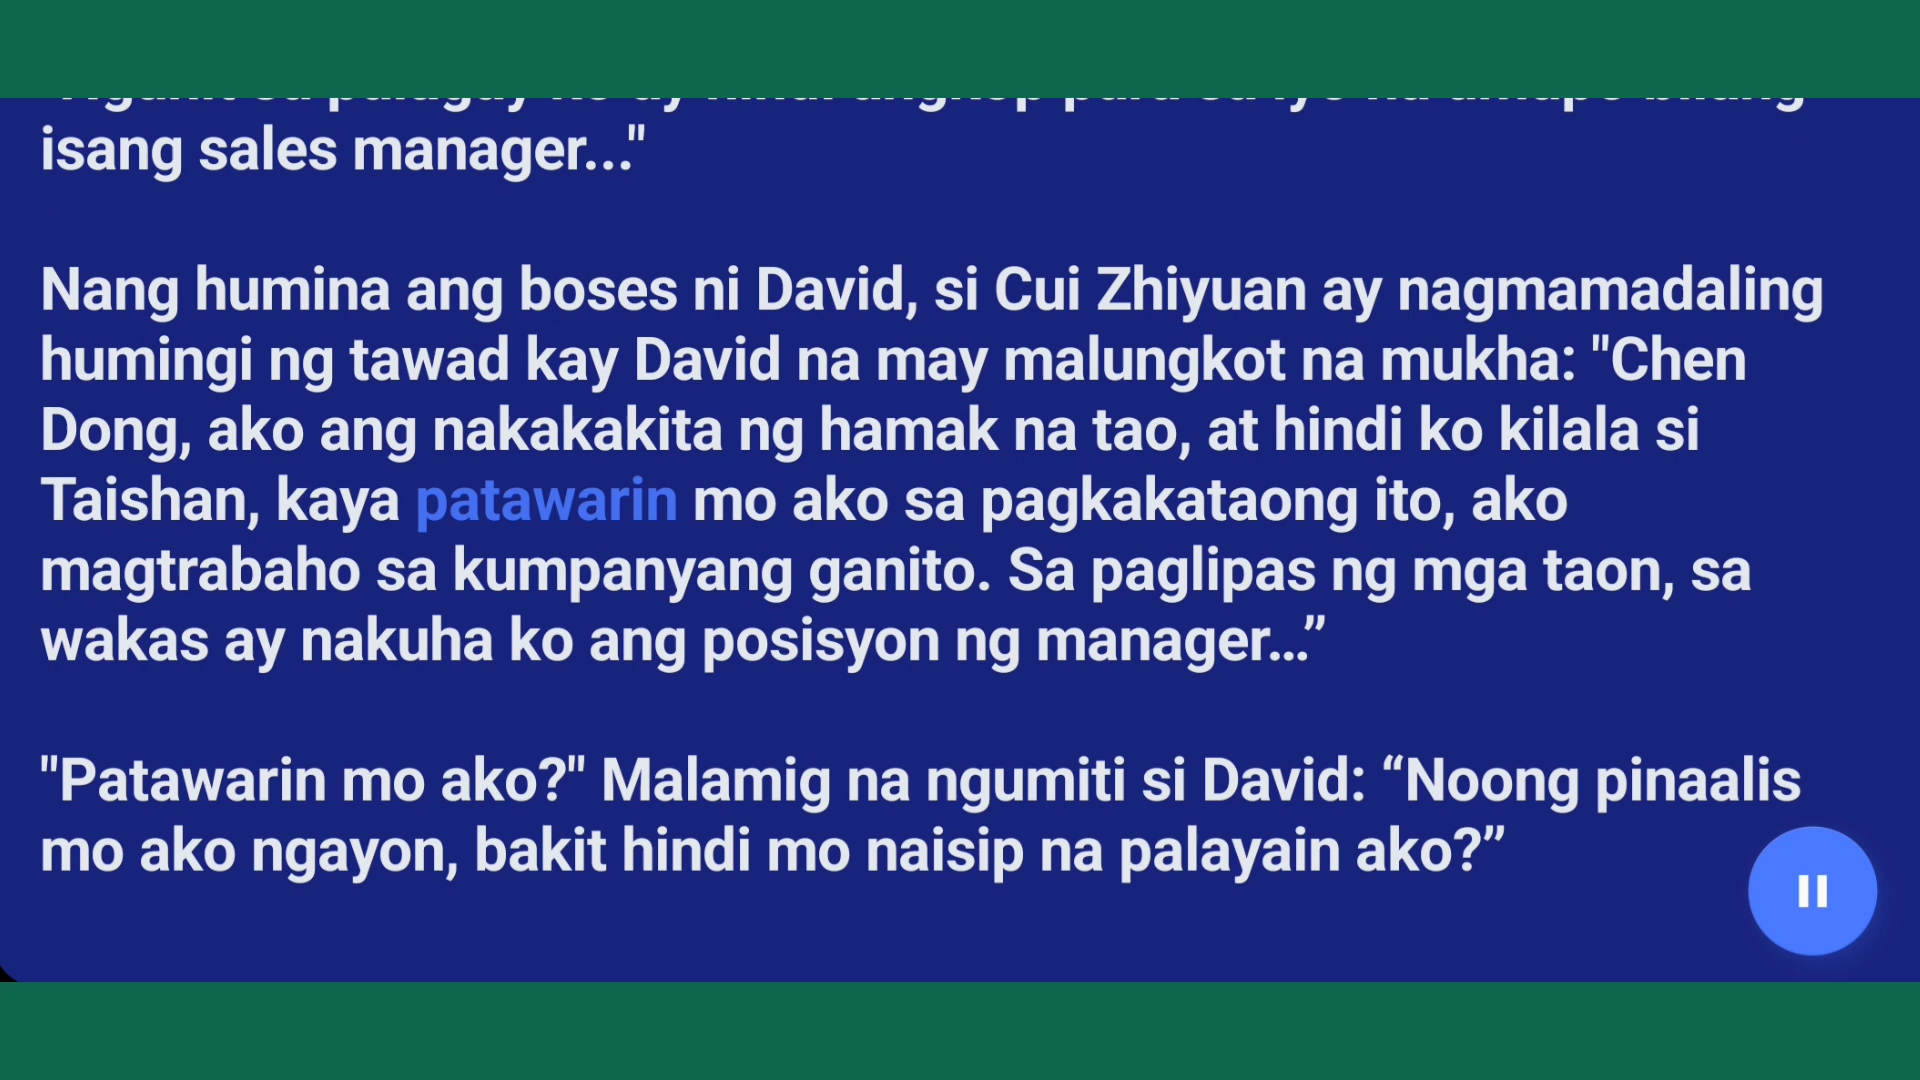 isang sales manager..."
Nang humina ang boses ni David, si Cui Zhiyuan ay nagmamadaling
humingi ng tawad kay David na may malungkot na mukha: "Chen
Dong, ako ang nakakakita ng hamak na tao, at hindi ko kilala si
Taishan, kaya patawarin mo ako sa pagkakataong ito, ako
magtrabaho sa kumpanyang ganito. Sa paglipas ng mga taon, sa
wakas ay nakuha ko ang posisyon ng manager…”
"Patawarin mo ako?" Malamig na ngumiti si David: “Noong pinaalis
mo ako ngayon, bakit hindi mo naisip na palayain ako?”